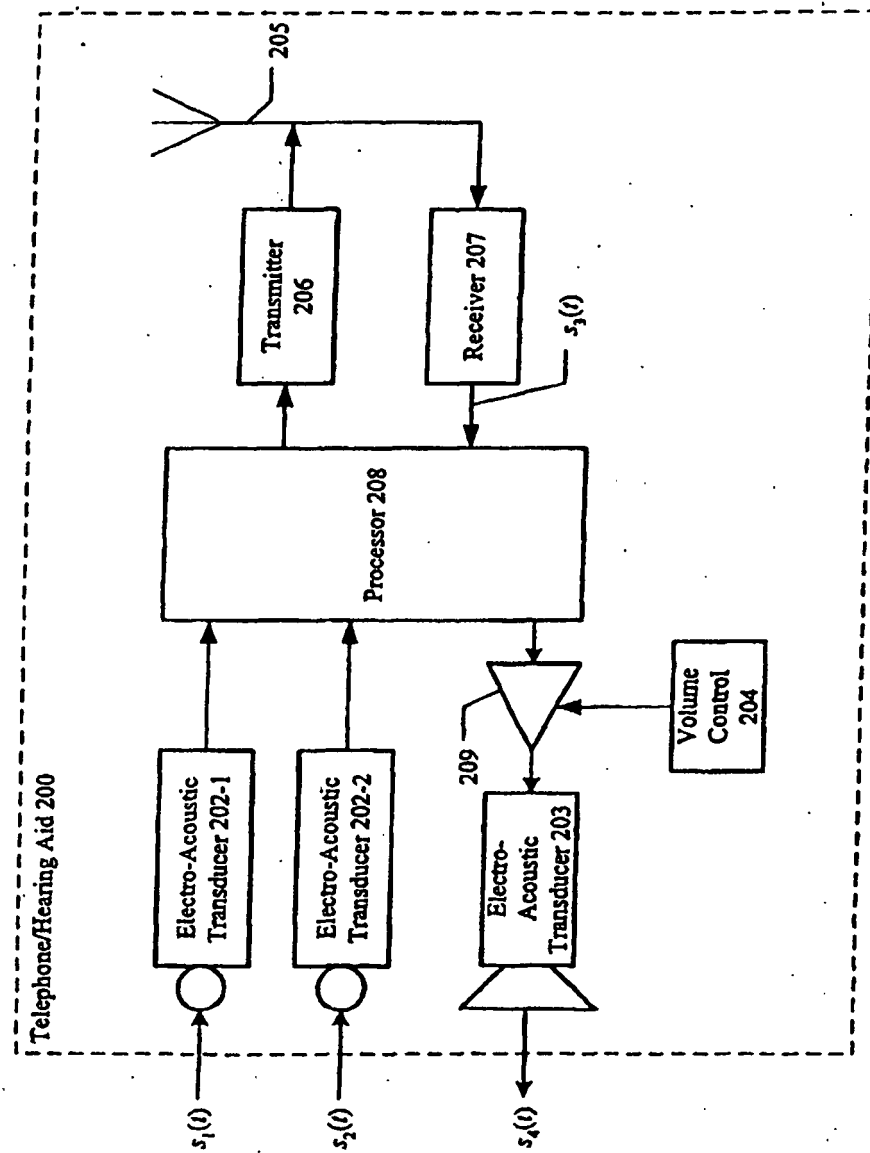 Telephone/Hearing Aid 200
s₁(t)
Electro-Acoustic
Transducer 202-1
s₂(t)
Electro-Acoustic
Transducer 202-2
s₄(t)
Electro-
Acoustic
Transducer 203
209
Volume
Control
204
Processor 208
Transmitter
206
Receiver 207
s₃(t)
205